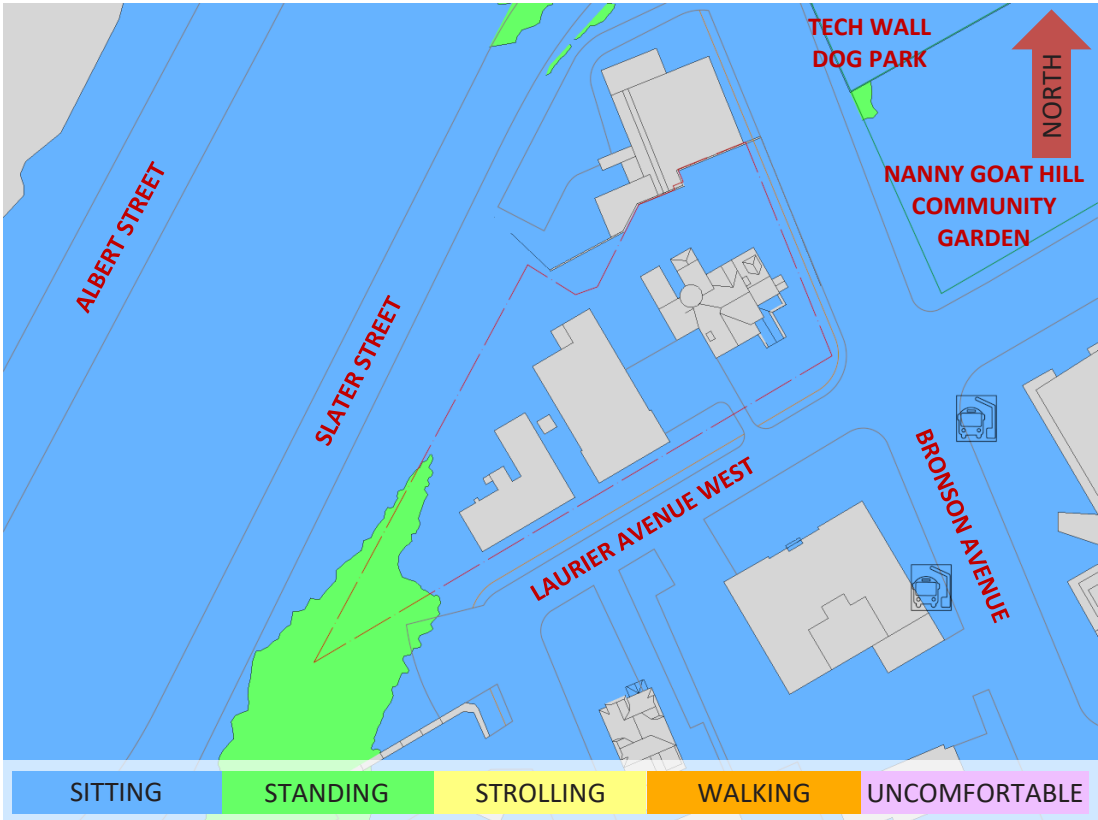 TECH WALL
DOG PARK
NORTH
NANNY GOAT HILL
COMMUNITY
GARDEN
ALBERT STREET
SLATER STREET
BRONSON AVENUE
LAURIER AVENUE WEST
SITTING
STANDING
STROLLING
WALKING
UNCOMFORTABLE